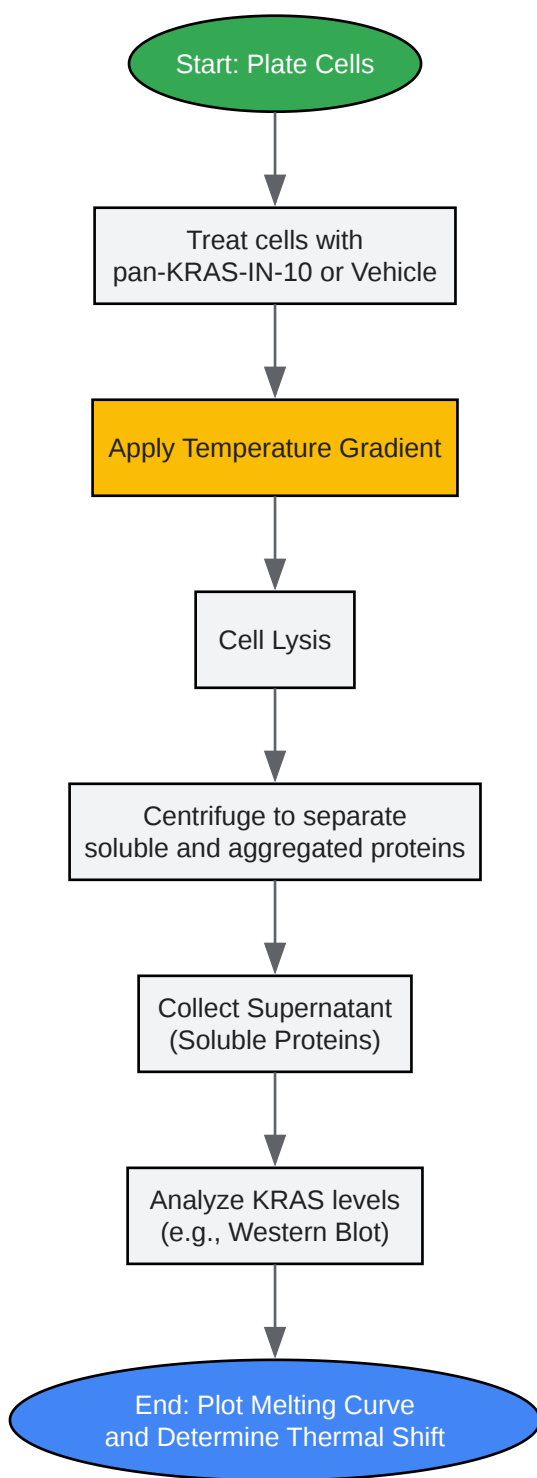 Start: Plate Cells
Treat cells with
pan-KRAS-IN-10 or Vehicle
Apply Temperature Gradient
Cell Lysis
Centrifuge to separate
soluble and aggregated proteins
Collect Supernatant
(Soluble Proteins)
Analyze KRAS levels
(e.g., Western Blot)
End: Plot Melting Curve
and Determine Thermal Shift